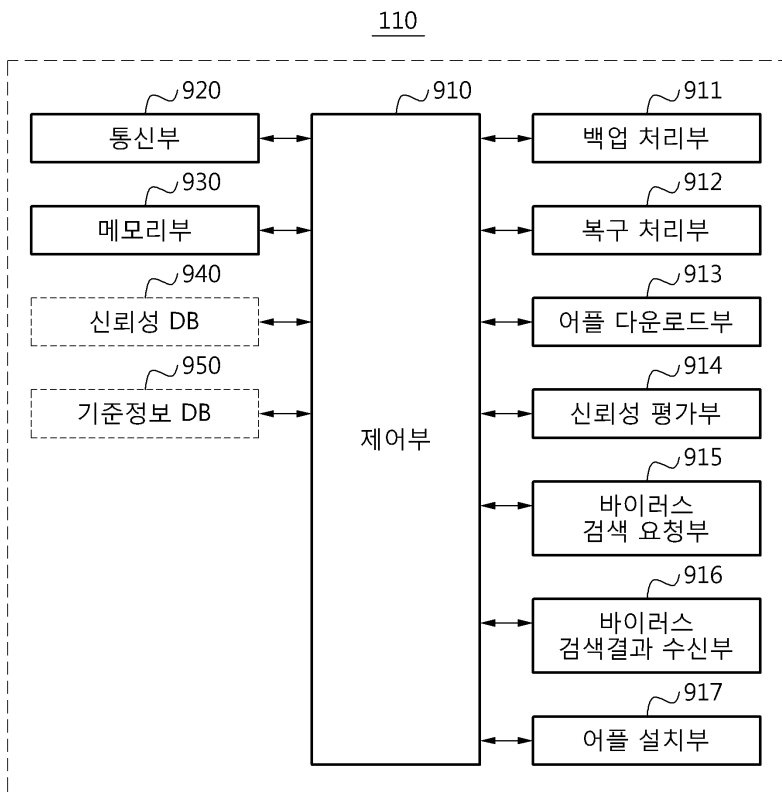 110
920
통신부
930
메모리부
940
신뢰성 DB
950
기준정보 DB
910
제어부
911
백업 처리부
912
복구 처리부
913
어플 다운로드부
914
신뢰성 평가부
915
바이러스
검색 요청부
916
바이러스
검색결과 수신부
917
어플 설치부